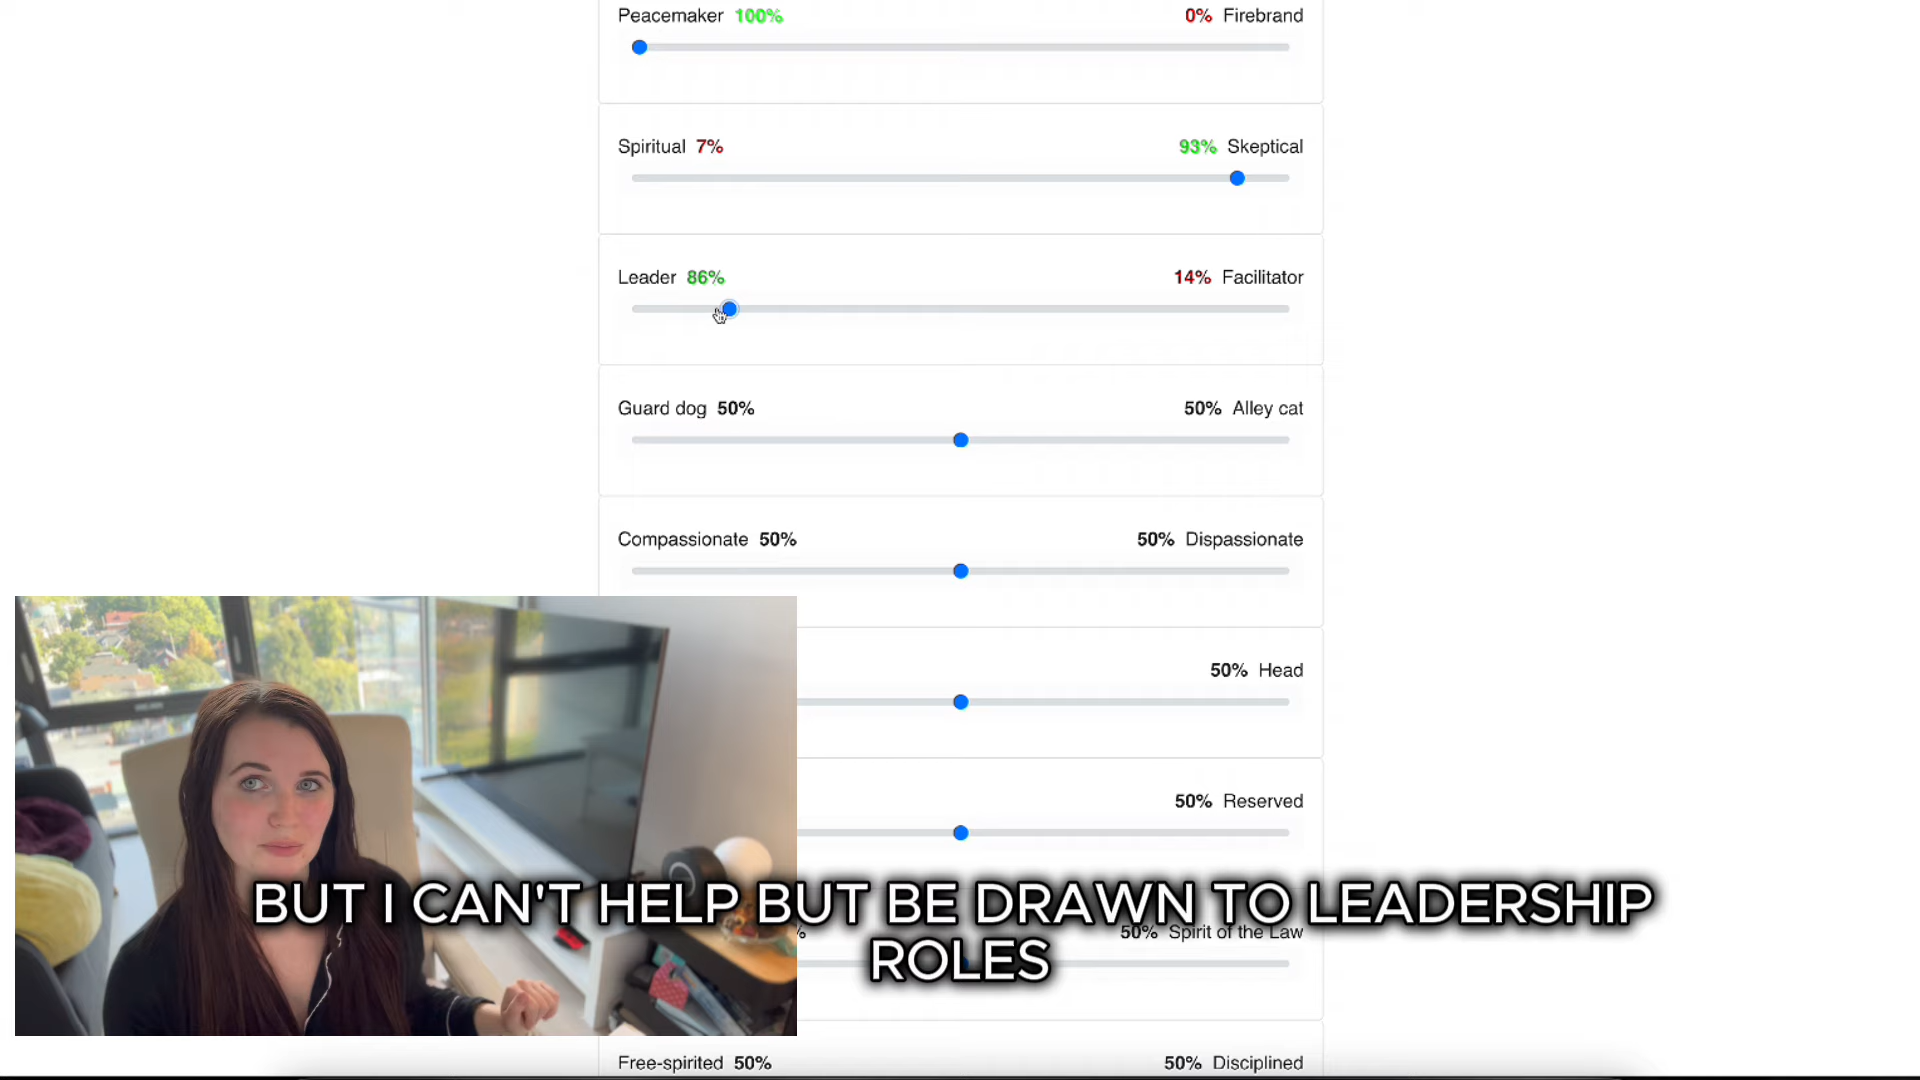 Peacemaker 100% 0% Firebrand
Spiritual 7% 93% Skeptical
Leader 86% 14% Facilitator
Guard dog 50% 50% Alley cat
Compassionate 50% 50% Dispassionate
50% Head
50% Reserved
BUT I CAN'T HELP BUT BE DRAWN TO LEADERSHIP
% 50% Spirit of the Law
ROLES
Free-spirited 50% 50% Disciplined